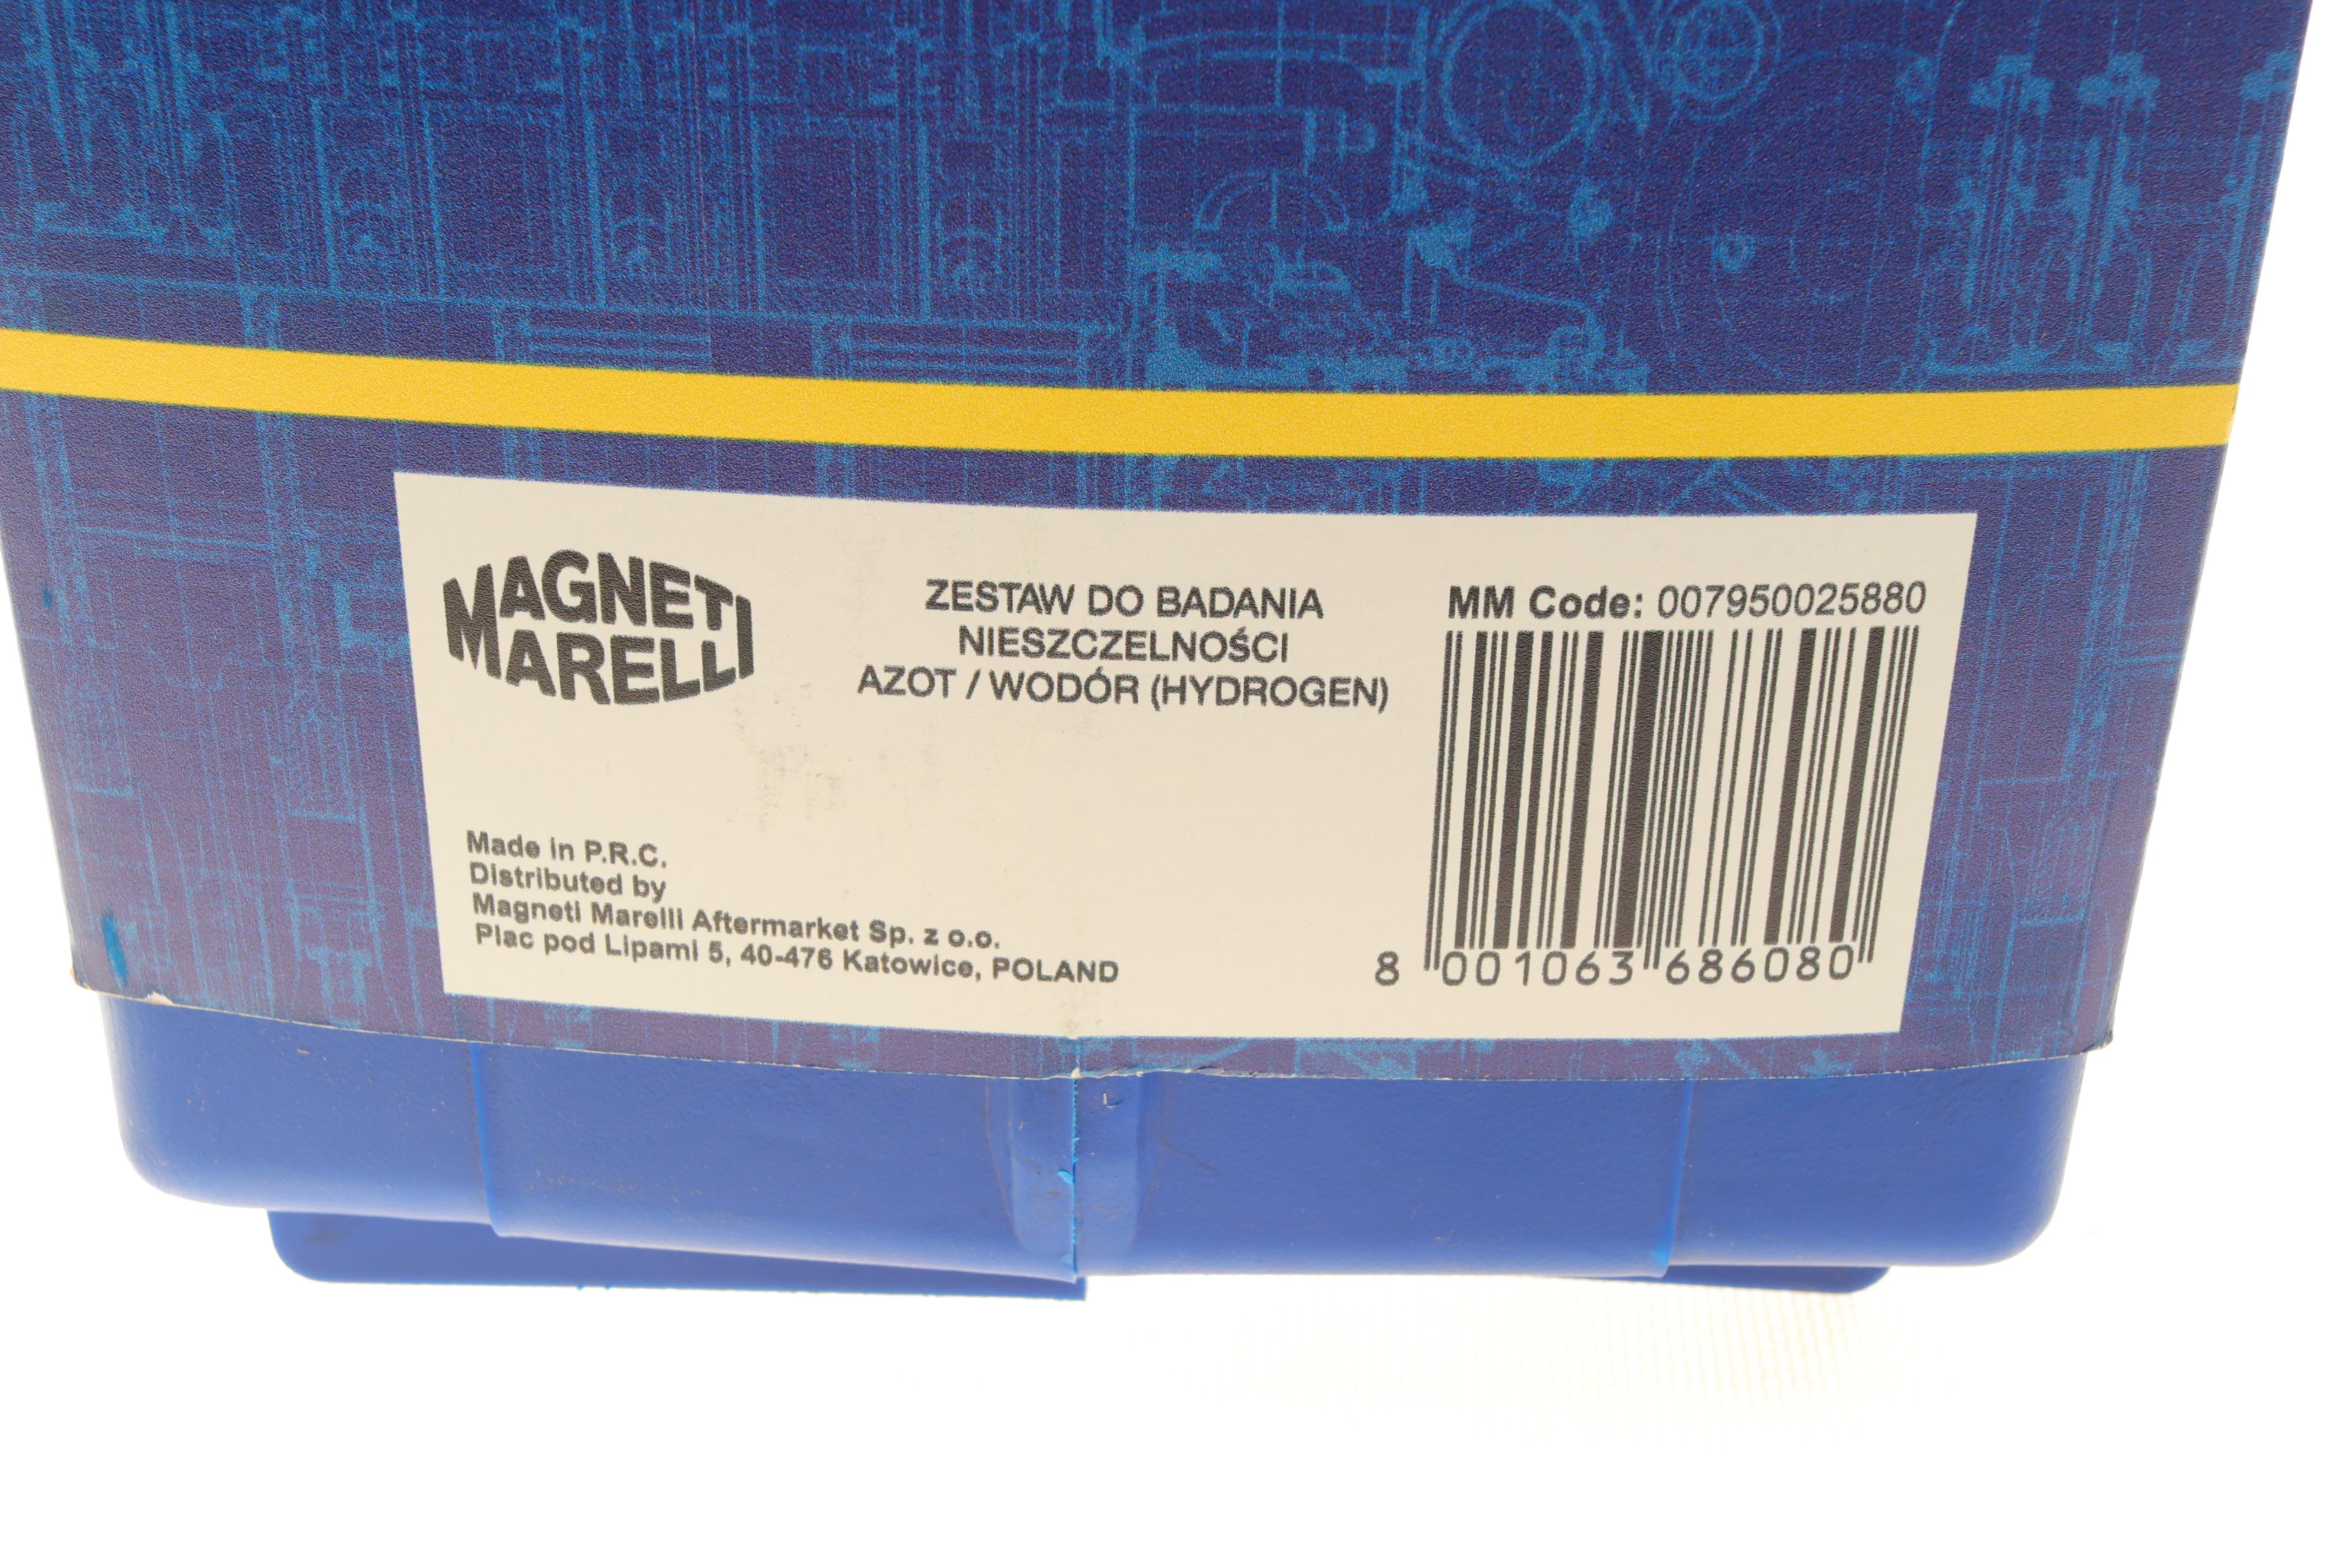 MAGNETI
MARELLI
ZESTAW DO BADANIA
NIESZCZELNOŚCI
AZOT / WODÓR (HYDROGEN)
MM Code: 007950025880
8 001063 686080
Made in P.R.C.
Distributed by
Magneti Marelli Aftermarket Sp. z o.o.
Plac pod Lipami 5, 40-476 Katowice, POLAND